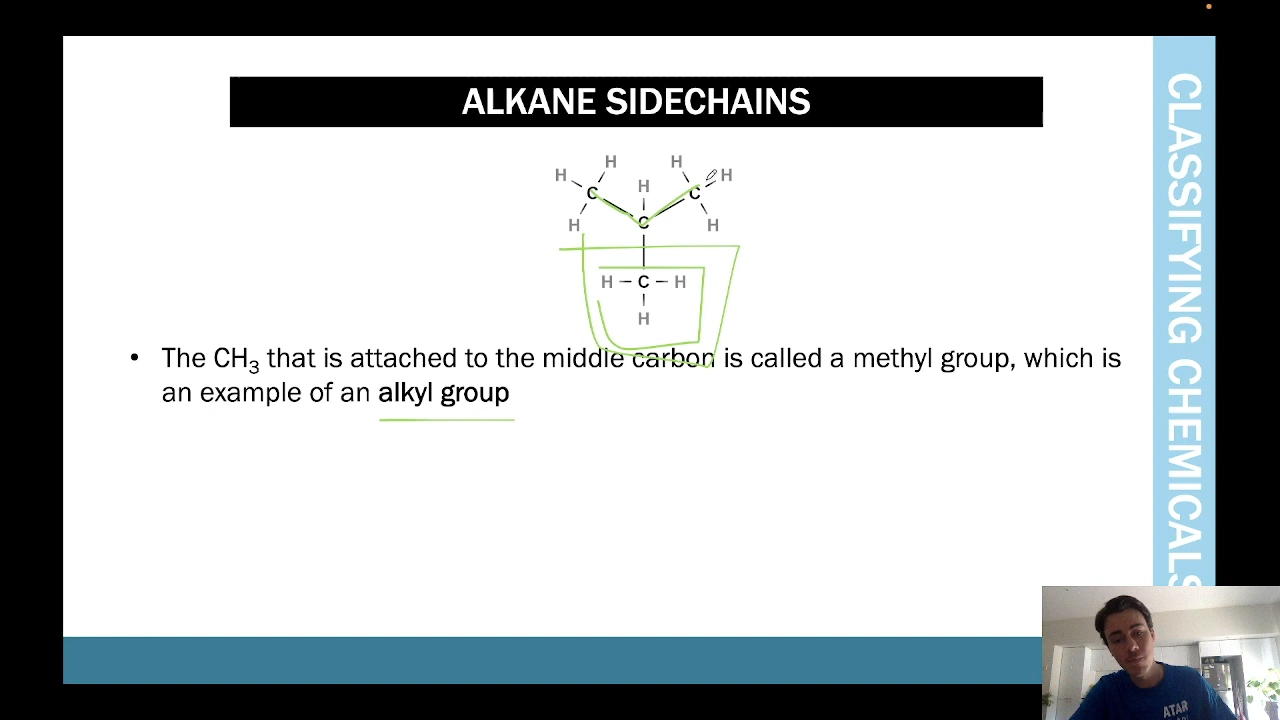 ALKANE SIDECHAINS
H H H H
H
C C
H C H
H – C – H
H
• The CH₃ that is attached to the middle carbon is called a methyl group, which is
an example of an alkyl group
CLASSIFYING CHEMICALS
ATAR